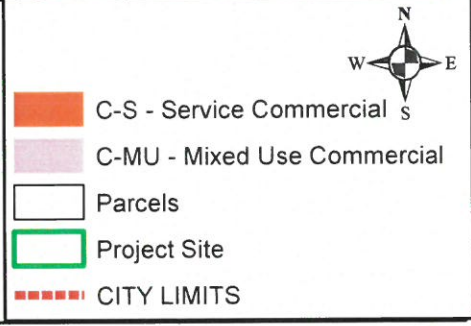 N
W E
S
C-S - Service Commercial
C-MU - Mixed Use Commercial
Parcels
Project Site
CITY LIMITS